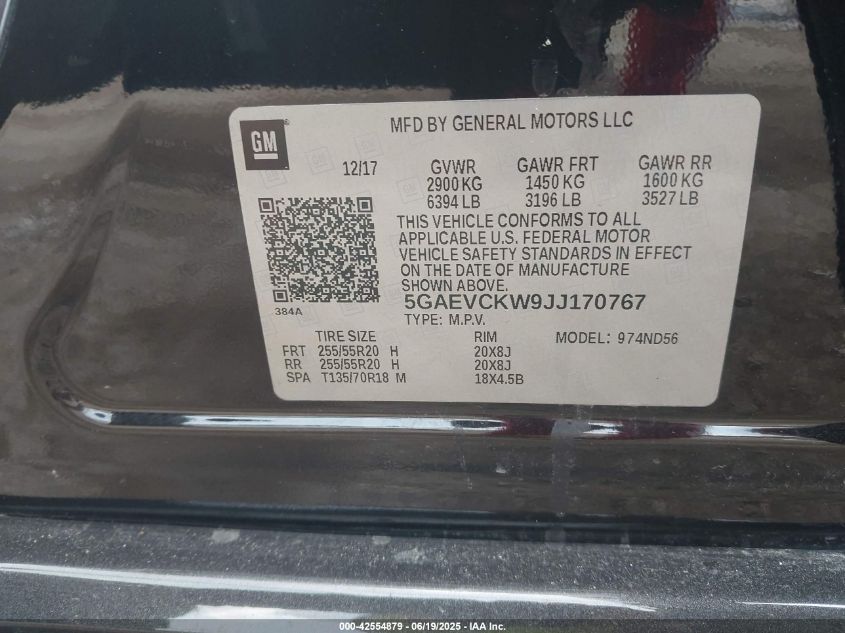 MFD BY GENERAL MOTORS LLC
GM
12/17 GVWR GAWR FRT GAWR RR
2900 KG 1450 KG 1600 KG
6394 LB 3196 LB 3527 LB
THIS VEHICLE CONFORMS TO ALL
APPLICABLE U.S. FEDERAL MOTOR
VEHICLE SAFETY STANDARDS IN EFFECT
ON THE DATE OF MANUFACTURE
SHOWN ABOVE.
384A
5GAEVCKW9JJ170767
TYPE: M.P.V.
TIRE SIZE RIM MODEL: 974ND56
FRT 255/55R20 H 20X8J
RR 255/55R20 H 20X8J
SPA T135/70R18 M 18X4.5B
000-42554879 - 06/19/2025 - IAA Inc.